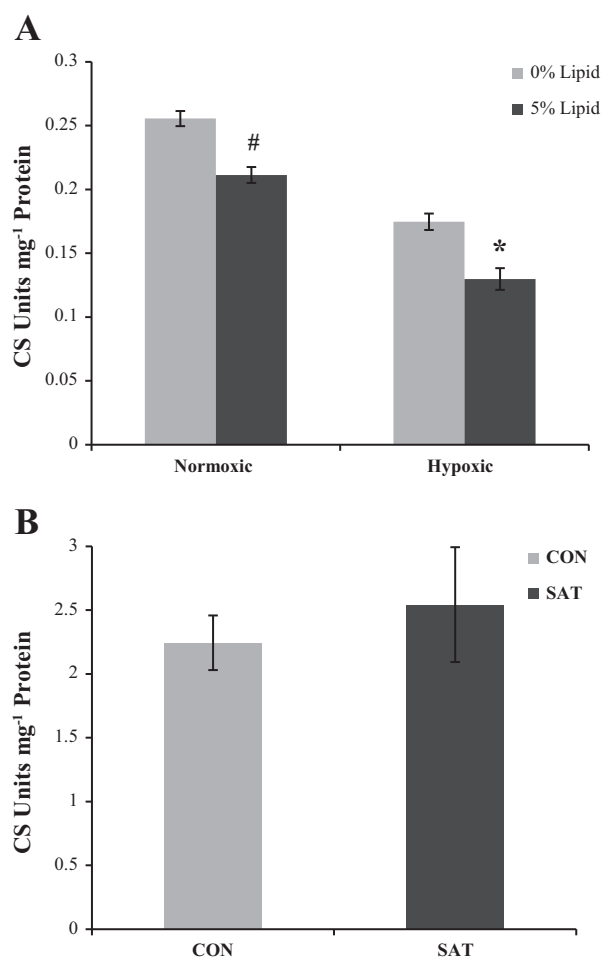 A
0.3
0% Lipid
5% Lipid
0.25
#
0.2
*
0.15
0.1
0.05
0
CS Units mg⁻¹ Protein
Normoxic Hypoxic
B
3
CON
SAT
2.5
2
1.5
1
0.5
0
CS Units mg⁻¹ Protein
CON SAT